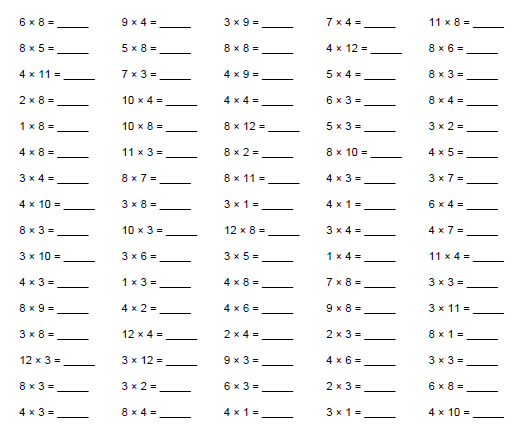 6 × 8 = _____ 9 × 4 = _____ 3 × 9 = _____ 7 × 4 = _____ 11 × 8 = _____
8 × 5 = _____ 5 × 8 = _____ 8 × 8 = _____ 4 × 12 = _____ 8 × 6 = _____
4 × 11 = _____ 7 × 3 = _____ 4 × 9 = _____ 5 × 4 = _____ 8 × 3 = _____
2 × 8 = _____ 10 × 4 = _____ 4 × 4 = _____ 6 × 3 = _____ 8 × 4 = _____
1 × 8 = _____ 10 × 8 = _____ 8 × 12 = _____ 5 × 3 = _____ 3 × 2 = _____
4 × 8 = _____ 11 × 3 = _____ 8 × 2 = _____ 8 × 10 = _____ 4 × 5 = _____
3 × 4 = _____ 8 × 7 = _____ 8 × 11 = _____ 4 × 3 = _____ 3 × 7 = _____
4 × 10 = _____ 3 × 8 = _____ 3 × 1 = _____ 4 × 1 = _____ 6 × 4 = _____
8 × 3 = _____ 10 × 3 = _____ 12 × 8 = _____ 3 × 4 = _____ 4 × 7 = _____
3 × 10 = _____ 3 × 6 = _____ 3 × 5 = _____ 1 × 4 = _____ 11 × 4 = _____
4 × 3 = _____ 1 × 3 = _____ 4 × 8 = _____ 7 × 8 = _____ 3 × 3 = _____
8 × 9 = _____ 4 × 2 = _____ 4 × 6 = _____ 9 × 8 = _____ 3 × 11 = _____
3 × 8 = _____ 12 × 4 = _____ 2 × 4 = _____ 2 × 3 = _____ 8 × 1 = _____
12 × 3 = _____ 3 × 12 = _____ 9 × 3 = _____ 4 × 6 = _____ 3 × 3 = _____
8 × 3 = _____ 3 × 2 = _____ 6 × 3 = _____ 2 × 3 = _____ 6 × 8 = _____
4 × 3 = _____ 8 × 4 = _____ 4 × 1 = _____ 3 × 1 = _____ 4 × 10 = _____